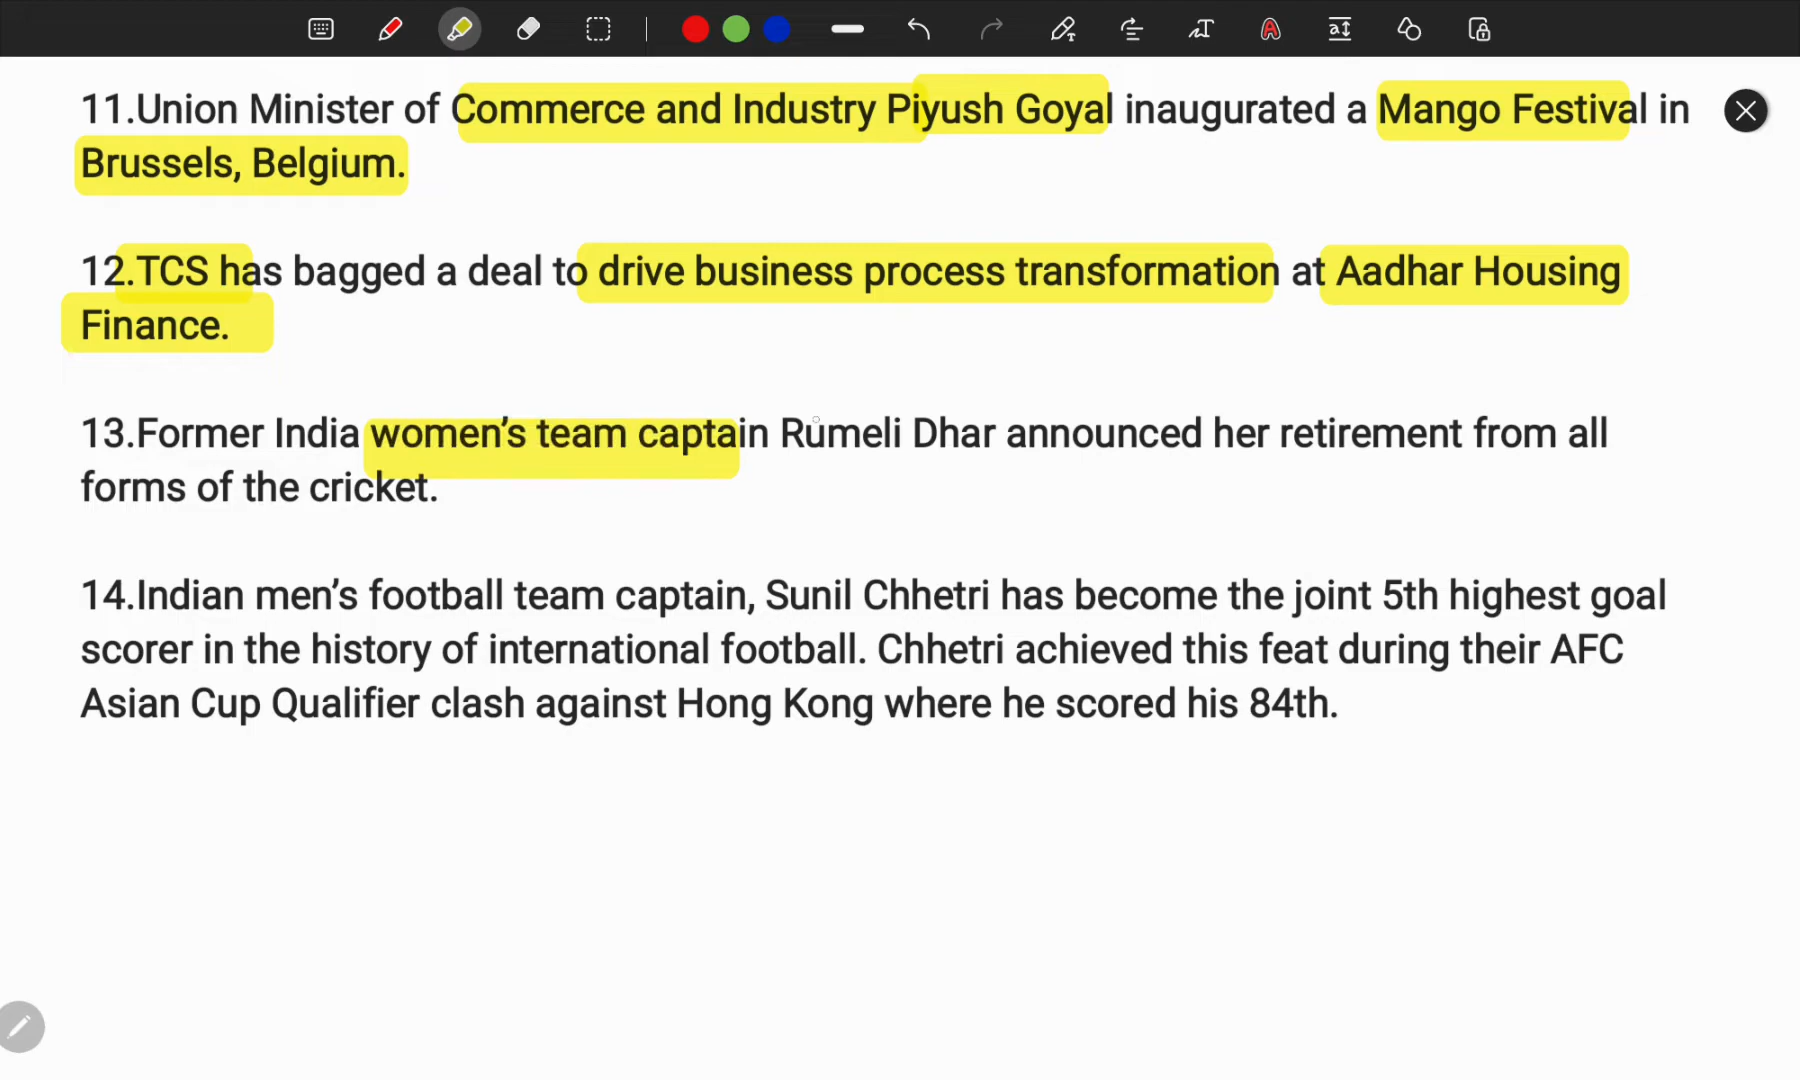 11.Union Minister of Commerce and Industry Piyush Goyal inaugurated a Mango Festival in
Brussels, Belgium.
12.TCS has bagged a deal to drive business process transformation at Aadhar Housing
Finance.
13.Former India women’s team captain Rumeli Dhar announced her retirement from all
forms of the cricket.
14.Indian men’s football team captain, Sunil Chhetri has become the joint 5th highest goal
scorer in the history of international football. Chhetri achieved this feat during their AFC
Asian Cup Qualifier clash against Hong Kong where he scored his 84th.